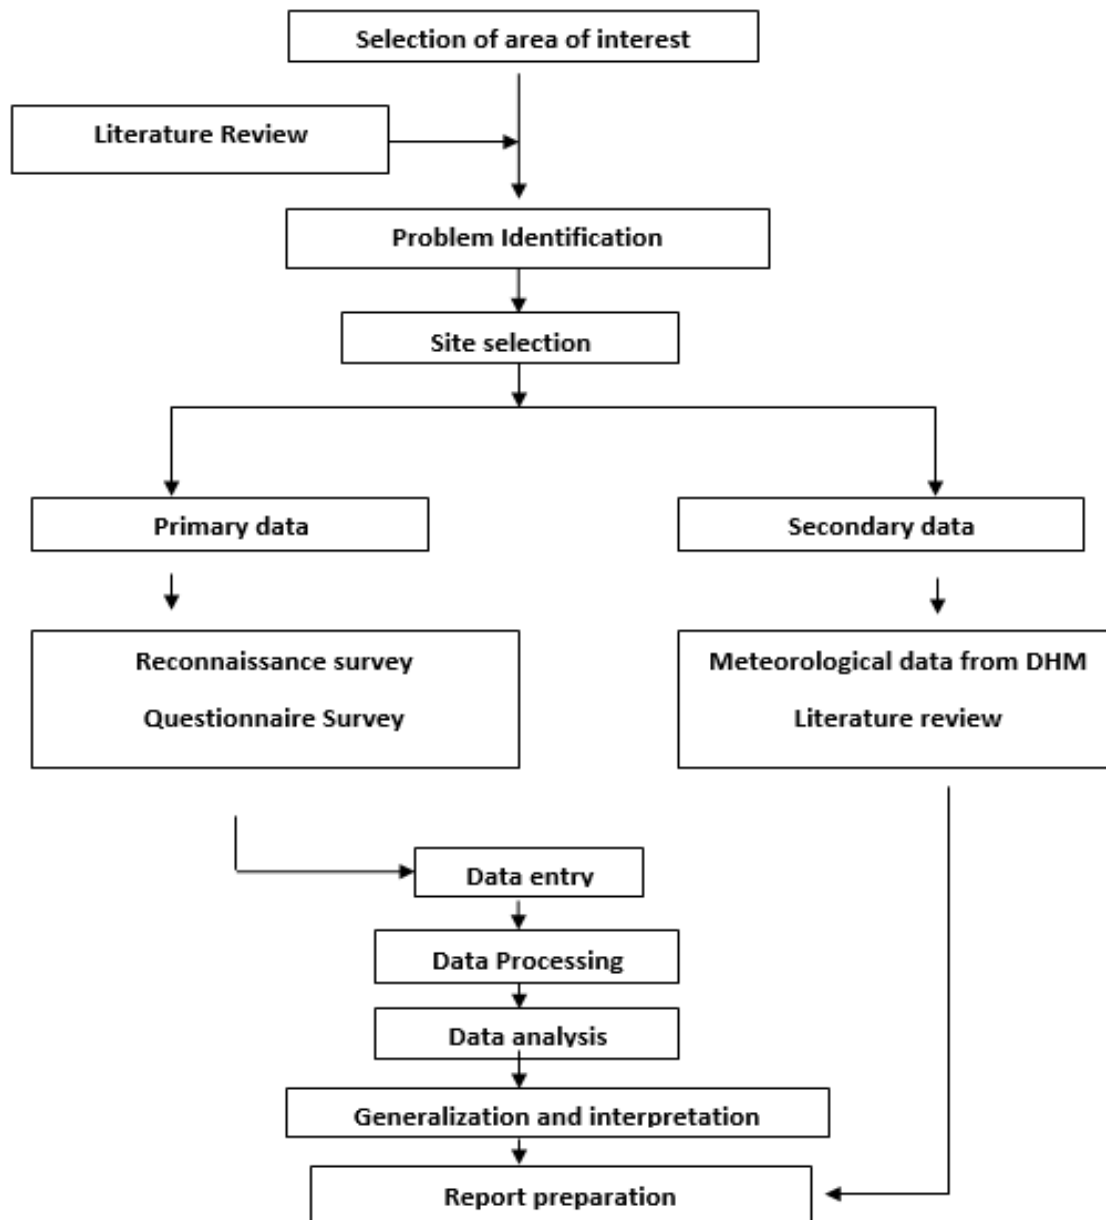 Selection of area of interest
Literature Review
Problem Identification
Site selection
Primary data
Secondary data
Reconnaissance survey
Questionnaire Survey
Meteorological data from DHM
Literature review
Data entry
Data Processing
Data analysis
Generalization and interpretation
Report preparation